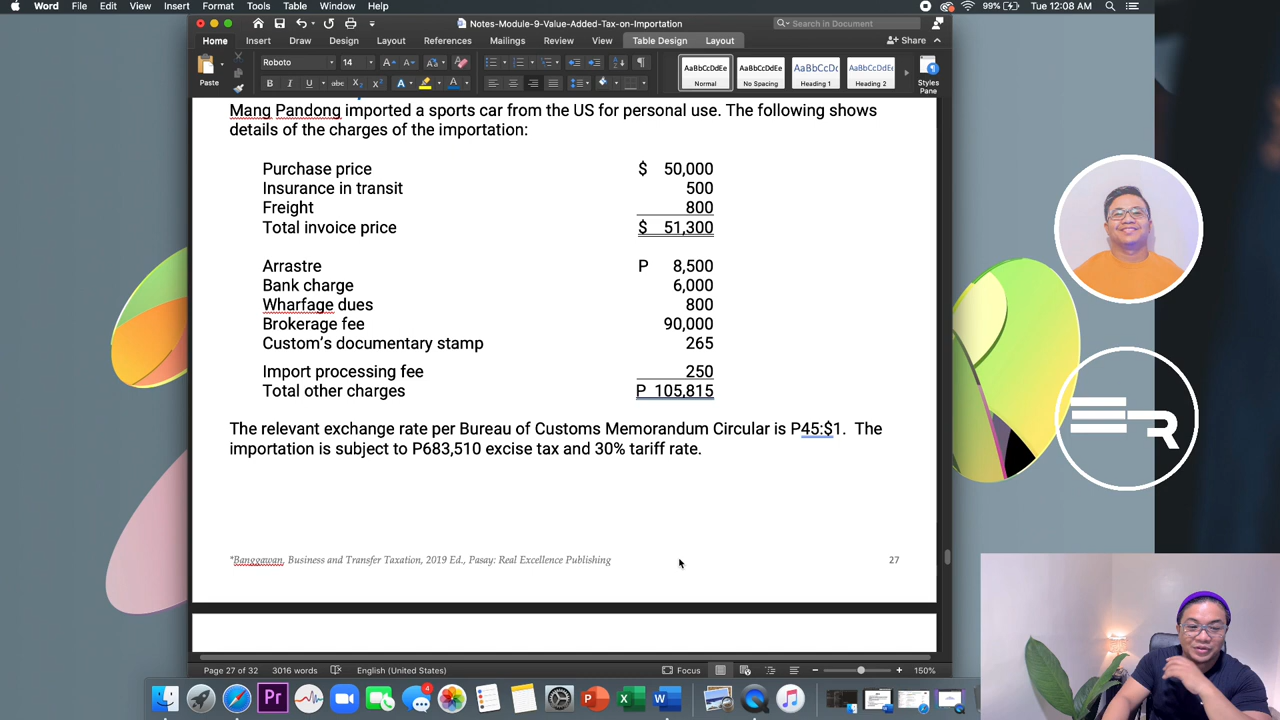 Word File Edit View Insert Format Tools Table Window Help 99% Tue 12:08 AM
Notes-Module-9-Value-Added-Tax-on-Importation
Search in Document
Home Insert Draw Design Layout References Mailings Review View Table Design Layout Share
Paste
Roboto 14
B I U abc X₂ X²
AaBbCcDdEe Normal
AaBbCcDdEe No Spacing
AaBbCcDc Heading 1
AaBbCcDdEe Heading 2
Styles Pane
Mang Pandong imported a sports car from the US for personal use. The following shows
details of the charges of the importation:
Purchase price $ 50,000
Insurance in transit 500
Freight 800
Total invoice price $ 51,300
Arrastre P 8,500
Bank charge 6,000
Wharfage dues 800
Brokerage fee 90,000
Custom's documentary stamp 265
Import processing fee 250
Total other charges P 105,815
The relevant exchange rate per Bureau of Customs Memorandum Circular is P45:$1. The
importation is subject to P683,510 excise tax and 30% tariff rate.
*Banggawan, Business and Transfer Taxation, 2019 Ed., Pasay: Real Excellence Publishing 27
Page 27 of 32 3016 words English (United States) Focus 150%
Pr
4
ER